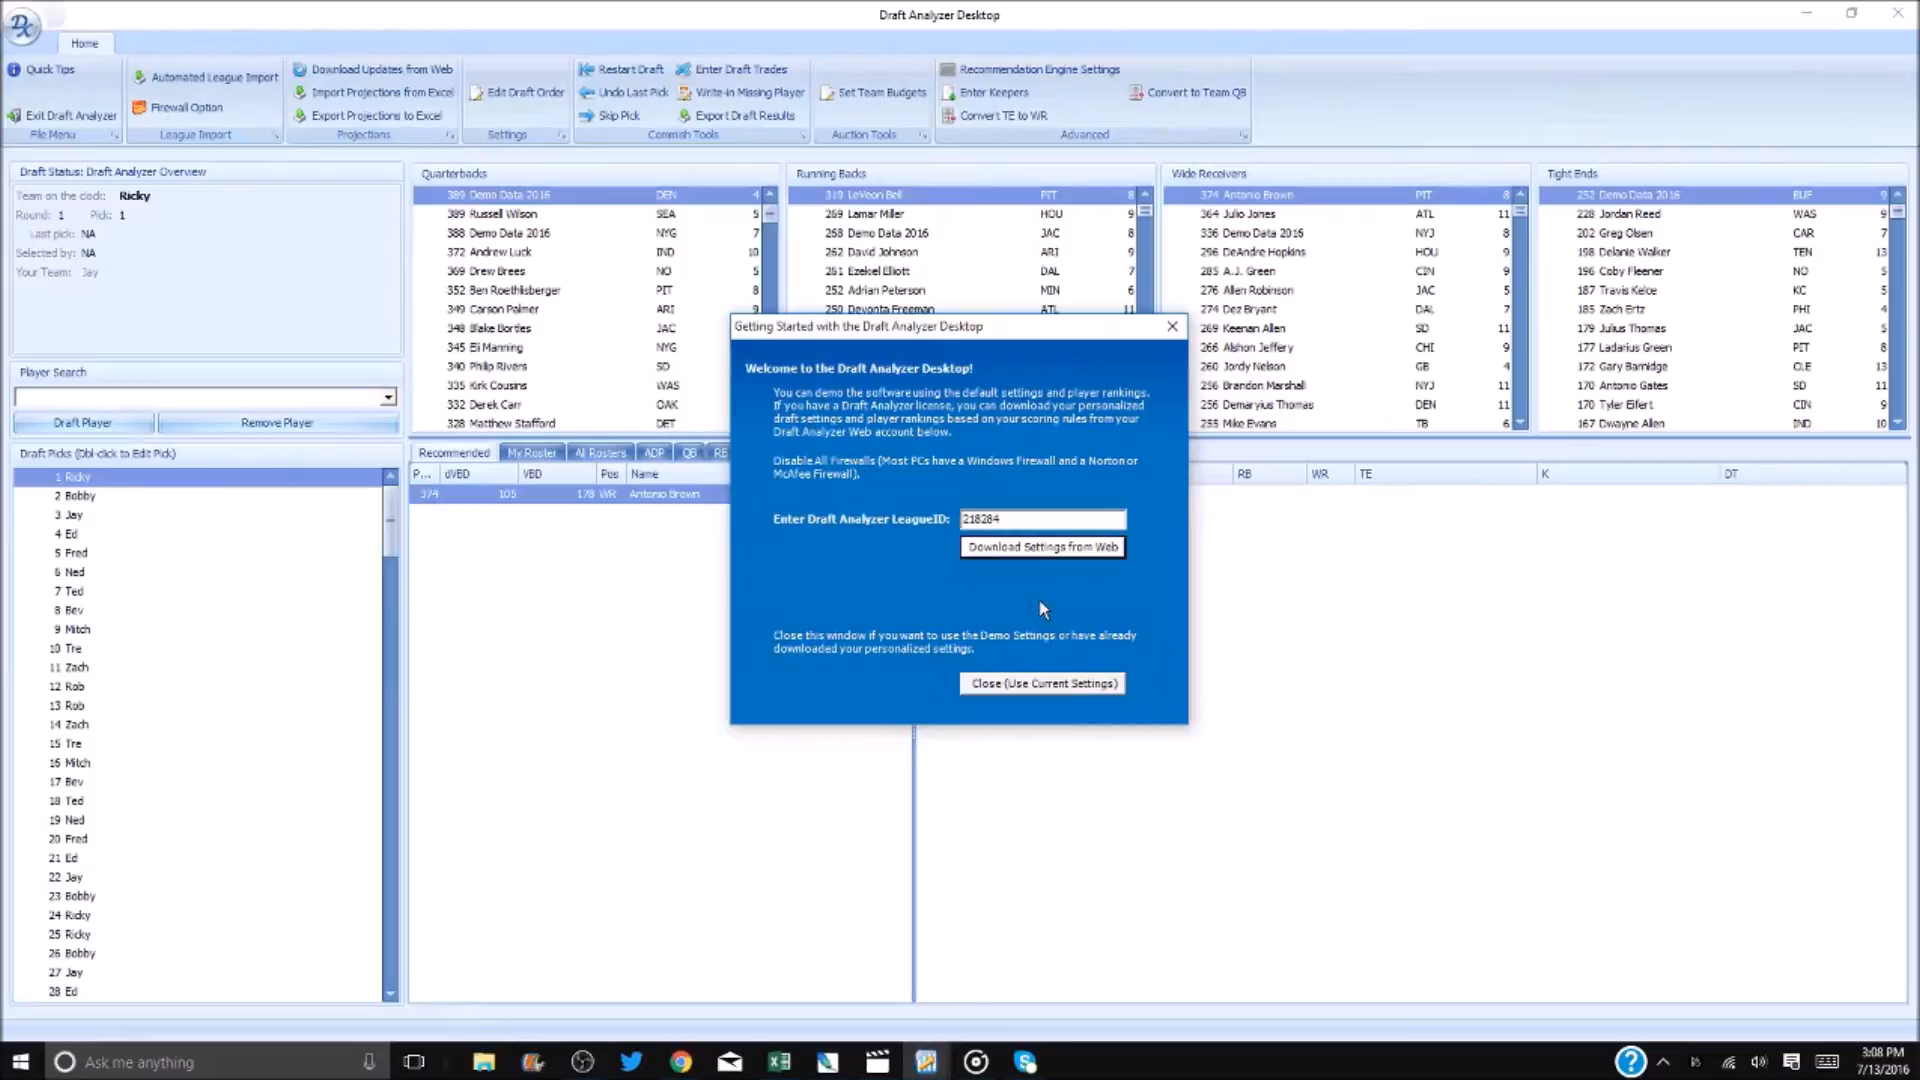 Draft Analyzer Desktop
Home
Quick Tips
Exit Draft Analyzer
File Menu
Automated League Import
Firewall Option
League Import
Download Updates from Web
Import Projections from Excel
Export Projections to Excel
Projections
Edit Draft Order
Settings
Restart Draft
Enter Draft Trades
Undo Last Pick
Write-in Missing Player
Skip Pick
Export Draft Results
Commish Tools
Set Team Budgets
Auction Tools
Recommendation Engine Settings
Enter Keepers
Convert to Team QB
Convert TE to WR
Advanced
Draft Status: Draft Analyzer Overview
Team on the clock: Ricky
Round: 1 Pick: 1
Last pick: NA
Selected by: NA
Your Team: Jay
Player Search
Draft Player
Remove Player
Draft Picks (Dbl-click to Edit Pick)
1 Ricky
2 Bobby
3 Jay
4 Ed
5 Fred
6 Ned
7 Ted
8 Bev
9 Mitch
10 Tre
11 Zach
12 Rob
13 Rob
14 Zach
15 Tre
16 Mitch
17 Bev
18 Ted
19 Ned
20 Fred
21 Ed
22 Jay
23 Bobby
24 Ricky
25 Ricky
26 Bobby
27 Jay
28 Ed
Quarterbacks
389 Demo Data 2016 DEN 4
389 Russell Wilson SEA 5
388 Demo Data 2016 NYG 7
372 Andrew Luck IND 10
369 Drew Brees NO 5
352 Ben Roethlisberger PIT 8
349 Carson Palmer ARI 9
348 Blake Bortles JAC
345 Eli Manning NYG
340 Philip Rivers SD
335 Kirk Cousins WAS
332 Derek Carr OAK
328 Matthew Stafford DET
Running Backs
319 LeVeon Bell PIT 8
269 Lamar Miller HOU 9
268 Demo Data 2016 JAC 8
262 David Johnson ARI 9
261 Ezekiel Elliott DAL 7
252 Adrian Peterson MIN 6
250 Devonta Freeman ATL 11
Wide Receivers
374 Antonio Brown PIT 8
364 Julio Jones ATL 11
336 Demo Data 2016 NYJ 8
296 DeAndre Hopkins HOU 9
285 A.J. Green CIN 9
276 Allen Robinson JAC 5
274 Dez Bryant DAL 7
269 Keenan Allen SD 11
266 Alshon Jeffery CHI 9
260 Jordy Nelson GB 4
256 Brandon Marshall NYJ 11
256 Demaryius Thomas DEN 11
255 Mike Evans TB 6
Tight Ends
252 Demo Data 2016 BUF 9
228 Jordan Reed WAS 9
202 Greg Olsen CAR 7
198 Delanie Walker TEN 13
196 Coby Fleener NO 5
187 Travis Kelce KC 5
185 Zach Ertz PHI 4
179 Julius Thomas JAC 5
177 Ladarius Green PIT 8
172 Gary Barnidge CLE 13
170 Antonio Gates SD 11
170 Tyler Eifert CIN 9
167 Dwayne Allen IND 10
Recommended My Roster All Rosters ADP QB RB
P... dVBD VBD Pos Name
374 105 178 WR Antonio Brown
RB WR TE K DT
Getting Started with the Draft Analyzer Desktop
Welcome to the Draft Analyzer Desktop!
You can demo the software using the default settings and player rankings.
If you have a Draft Analyzer license, you can download your personalized
draft settings and player rankings based on your scoring rules from your
Draft Analyzer Web account below.
Disable All Firewalls (Most PCs have a Windows Firewall and a Norton or
McAfee Firewall).
Enter Draft Analyzer LeagueID: 218284
Download Settings from Web
Close this window if you want to use the Demo Settings or have already
downloaded your personalized settings.
Close (Use Current Settings)
Ask me anything
3:08 PM
7/13/2016